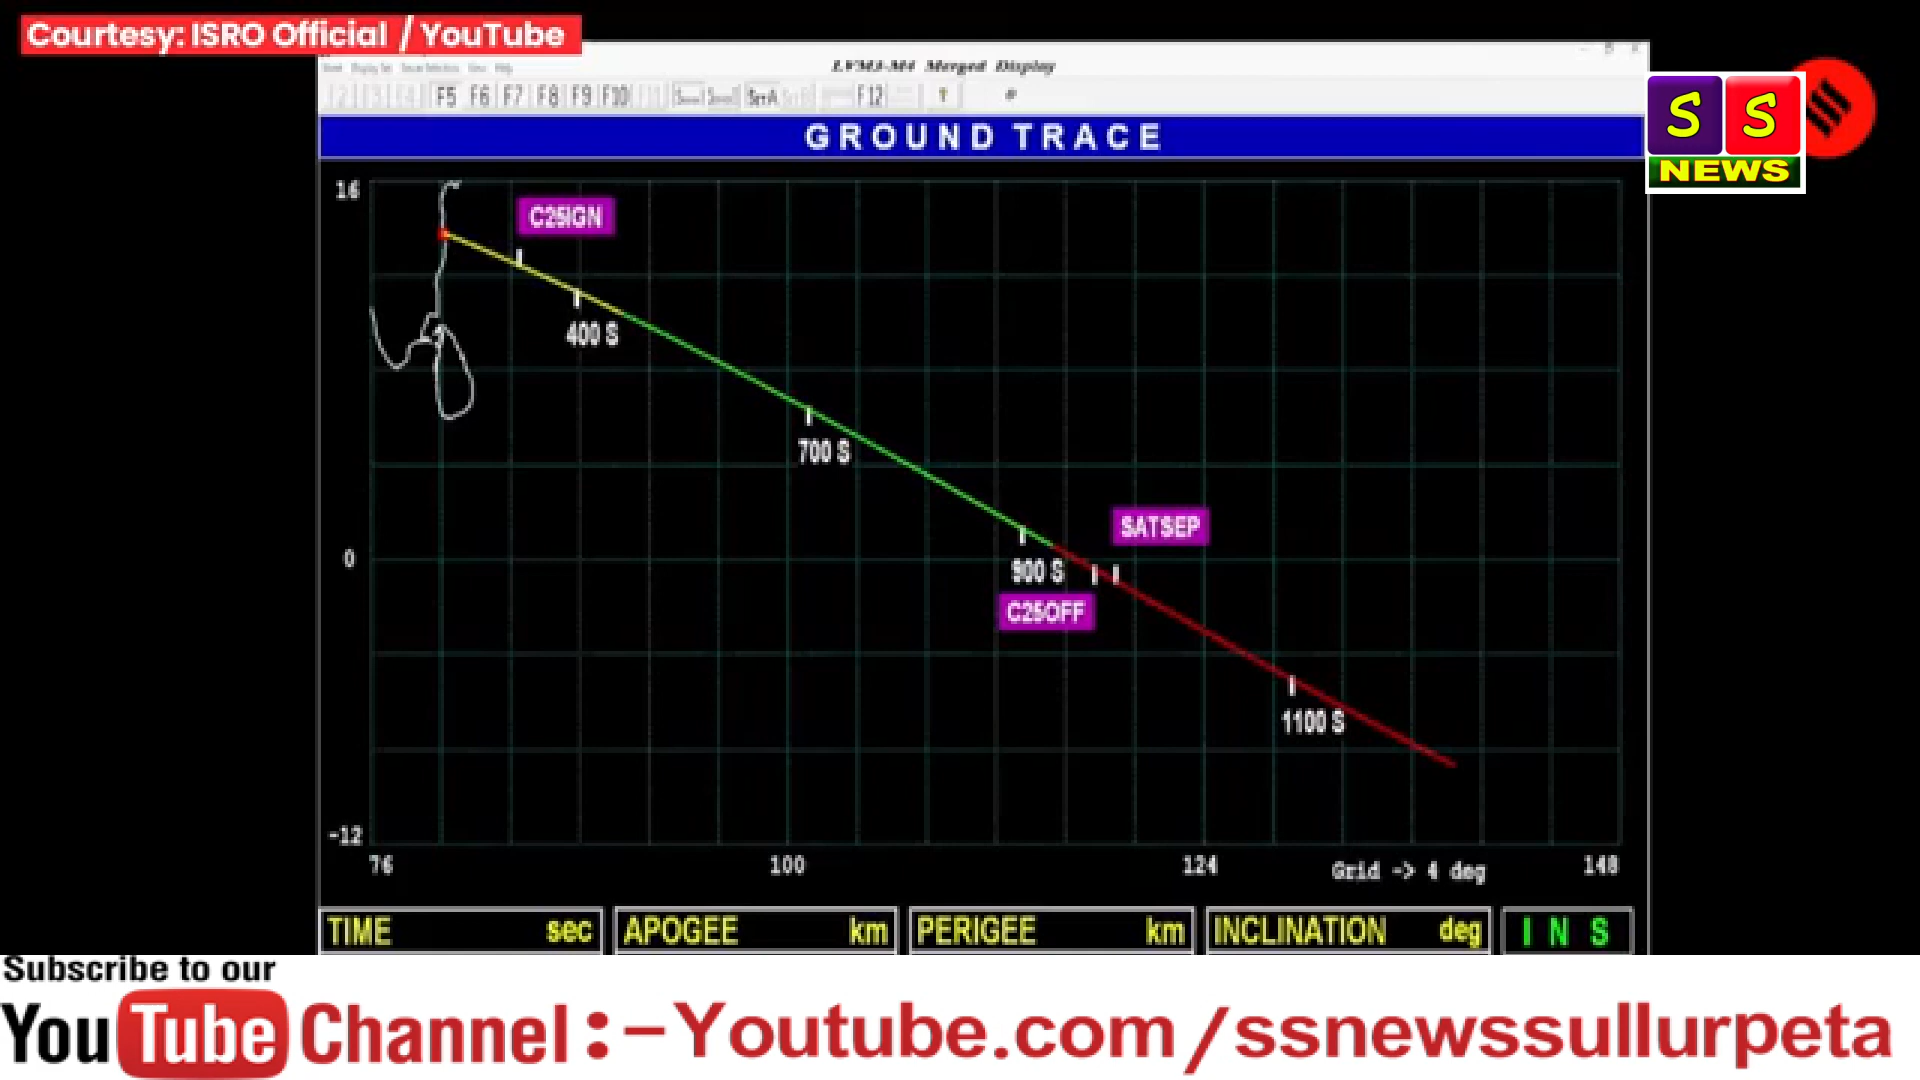 Courtesy: ISRO Official / YouTube
LVM3-M4 Merged Display
F5 F6 F7 F8 F9 F10 F12
GROUND TRACE
S S
NEWS
16
C25IGN
400 S
700 S
SATSEP
0
900 S
C25OFF
1100 S
-12
76 100 124 Grid -> 4 deg 148
TIME sec APOGEE km PERIGEE km INCLINATION deg I N S
Subscribe to our
YouTube Channel :-Youtube.com/ssnewssullurpeta